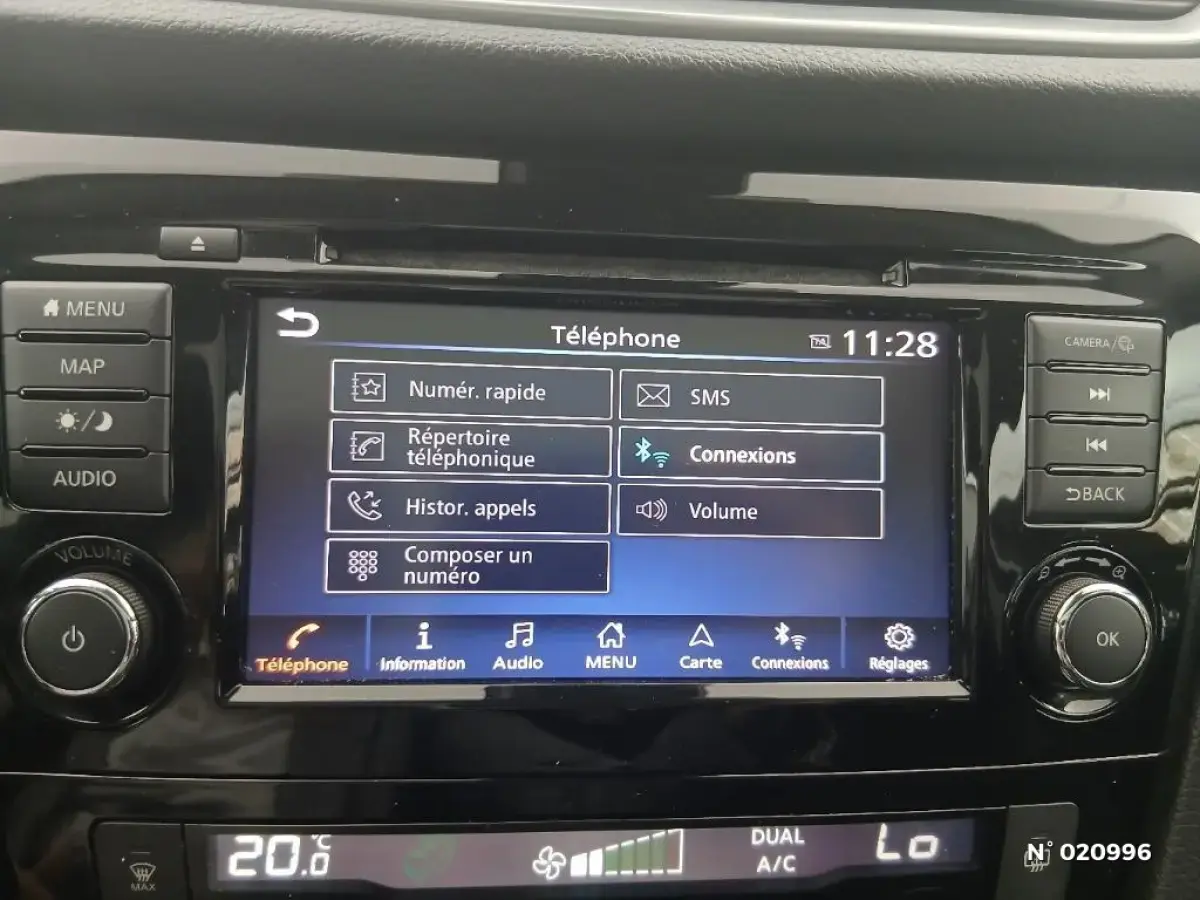 MENU
MAP
AUDIO
VOLUME
Téléphone
TA
11:28
Numér. rapide
SMS
Répertoire
téléphonique
Connexions
Histor. appels
Volume
Composer un
numéro
Téléphone
Information
Audio
MENU
Carte
Connexions
Réglages
CAMERA/
BACK
OK
MAX
20.0
°C
DUAL
A/C
Lo
N° 020996